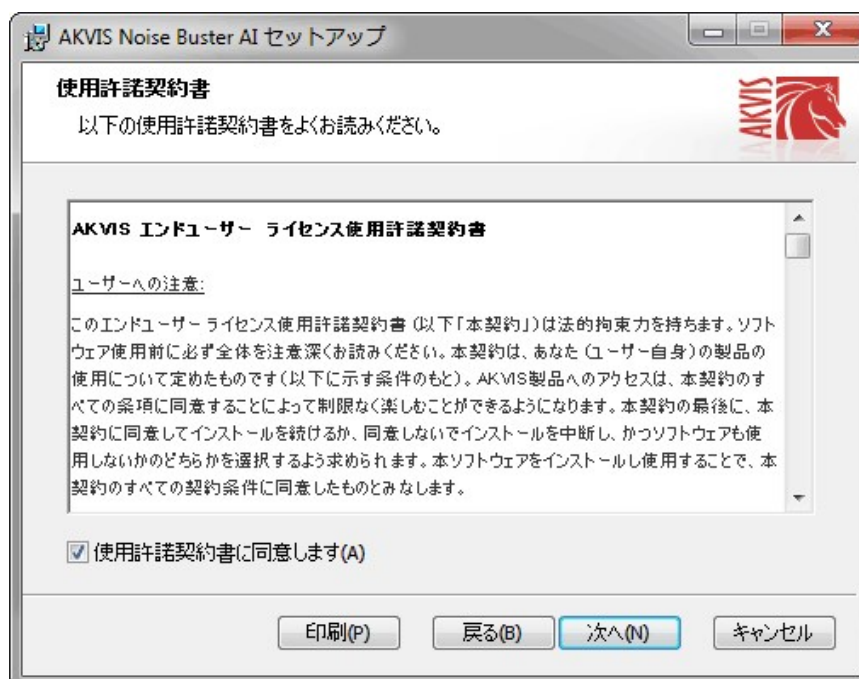 AKVIS Noise Buster AI セットアップ
使用許諾契約書
以下の使用許諾契約書をよくお読みください。
AKVIS
AKVIS エンドユーザー ライセンス使用許諾契約書
ユーザーへの注意:
このエンドユーザー ライセンス使用許諾契約書 (以下「本契約」)は法的拘束力を持ちます。ソフト
ウェア使用前に必ず全体を注意深くお読みください。本契約は、あなた (ユーザー自身)の製品の
使用について定めたものです(以下に示す条件のもと)。AKVIS製品へのアクセスは、本契約のす
べての条項に同意することによって制限なく楽しむことができるようになります。本契約の最後に、本
契約に同意してインストールを続けるか、同意しないでインストールを中断し、かつソフトウェアも使
用しないかのどちらかを選択するよう求められます。本ソフトウェアをインストールし使用することで、本
契約のすべての契約条件に同意したものとみなします。
使用許諾契約書に同意します(A)
印刷(P)
戻る(B)
次へ(N)
キャンセル